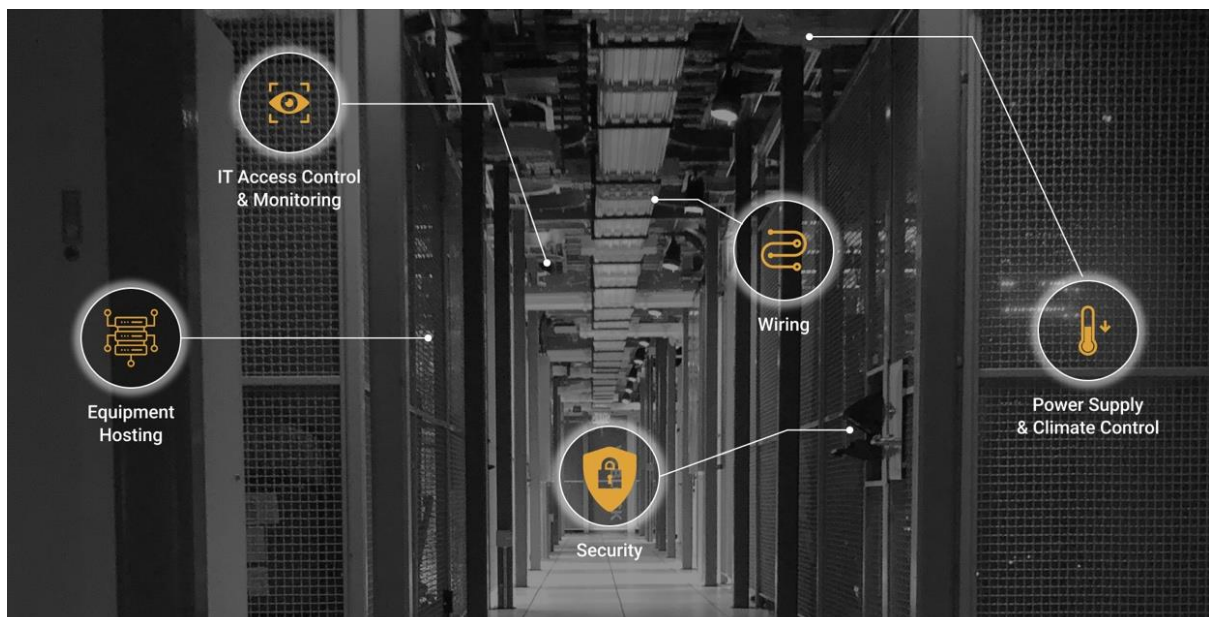 IT Access Control
& Monitoring
Wiring
Equipment
Hosting
Power Supply
& Climate Control
Security